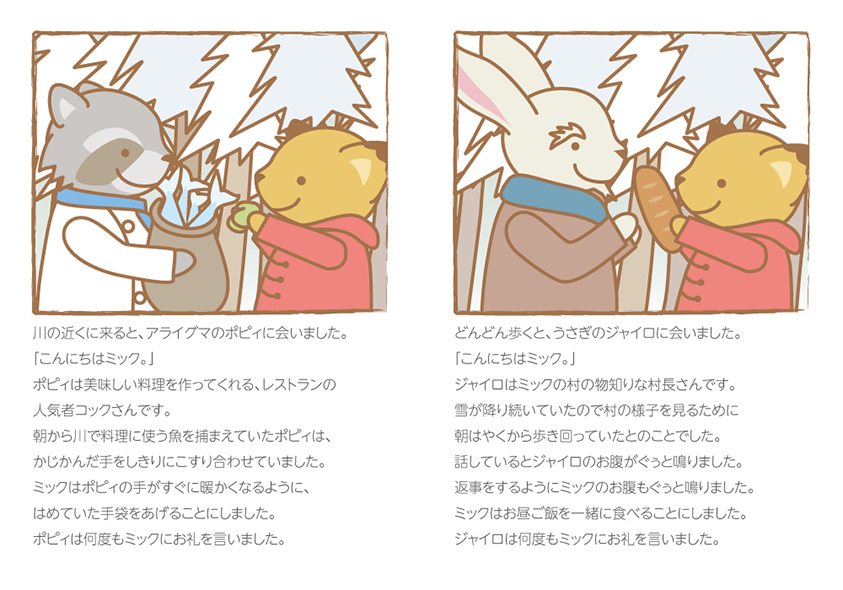 川の近くに来ると、アライグマのポピィに会いました。
「こんにちはミック。」
ポピィは美味しい料理を作ってくれる、レストランの
人気者コックさんです。
朝から川で料理に使う魚を捕まえていたポピィは、
かじかんだ手をしきりにこすり合わせていました。
ミックはポピィの手がすぐに暖かくなるように、
はめていた手袋をあげることにしました。
ポピィは何度もミックにお礼を言いました。
どんどん歩くと、うさぎのジャイロに会いました。
「こんにちはミック。」
ジャイロはミックの村の物知りな村長さんです。
雪が降り続いていたので村の様子を見るために
朝はやくから歩き回っていたとのことでした。
話しているとジャイロのお腹がぐぅと鳴りました。
返事をするようにミックのお腹もぐぅと鳴りました。
ミックはお昼ご飯を一緒に食べることにしました。
ジャイロは何度もミックにお礼を言いました。